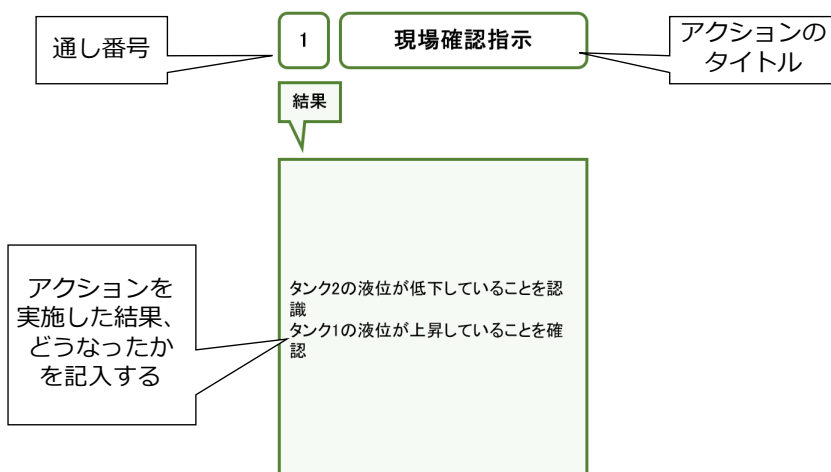 通し番号
1
現場確認指示
アクションの
タイトル
結果
アクションを
実施した結果、
どうなったか
を記入する
タンク2の液位が低下していることを認
識
タンク1の液位が上昇していることを確
認